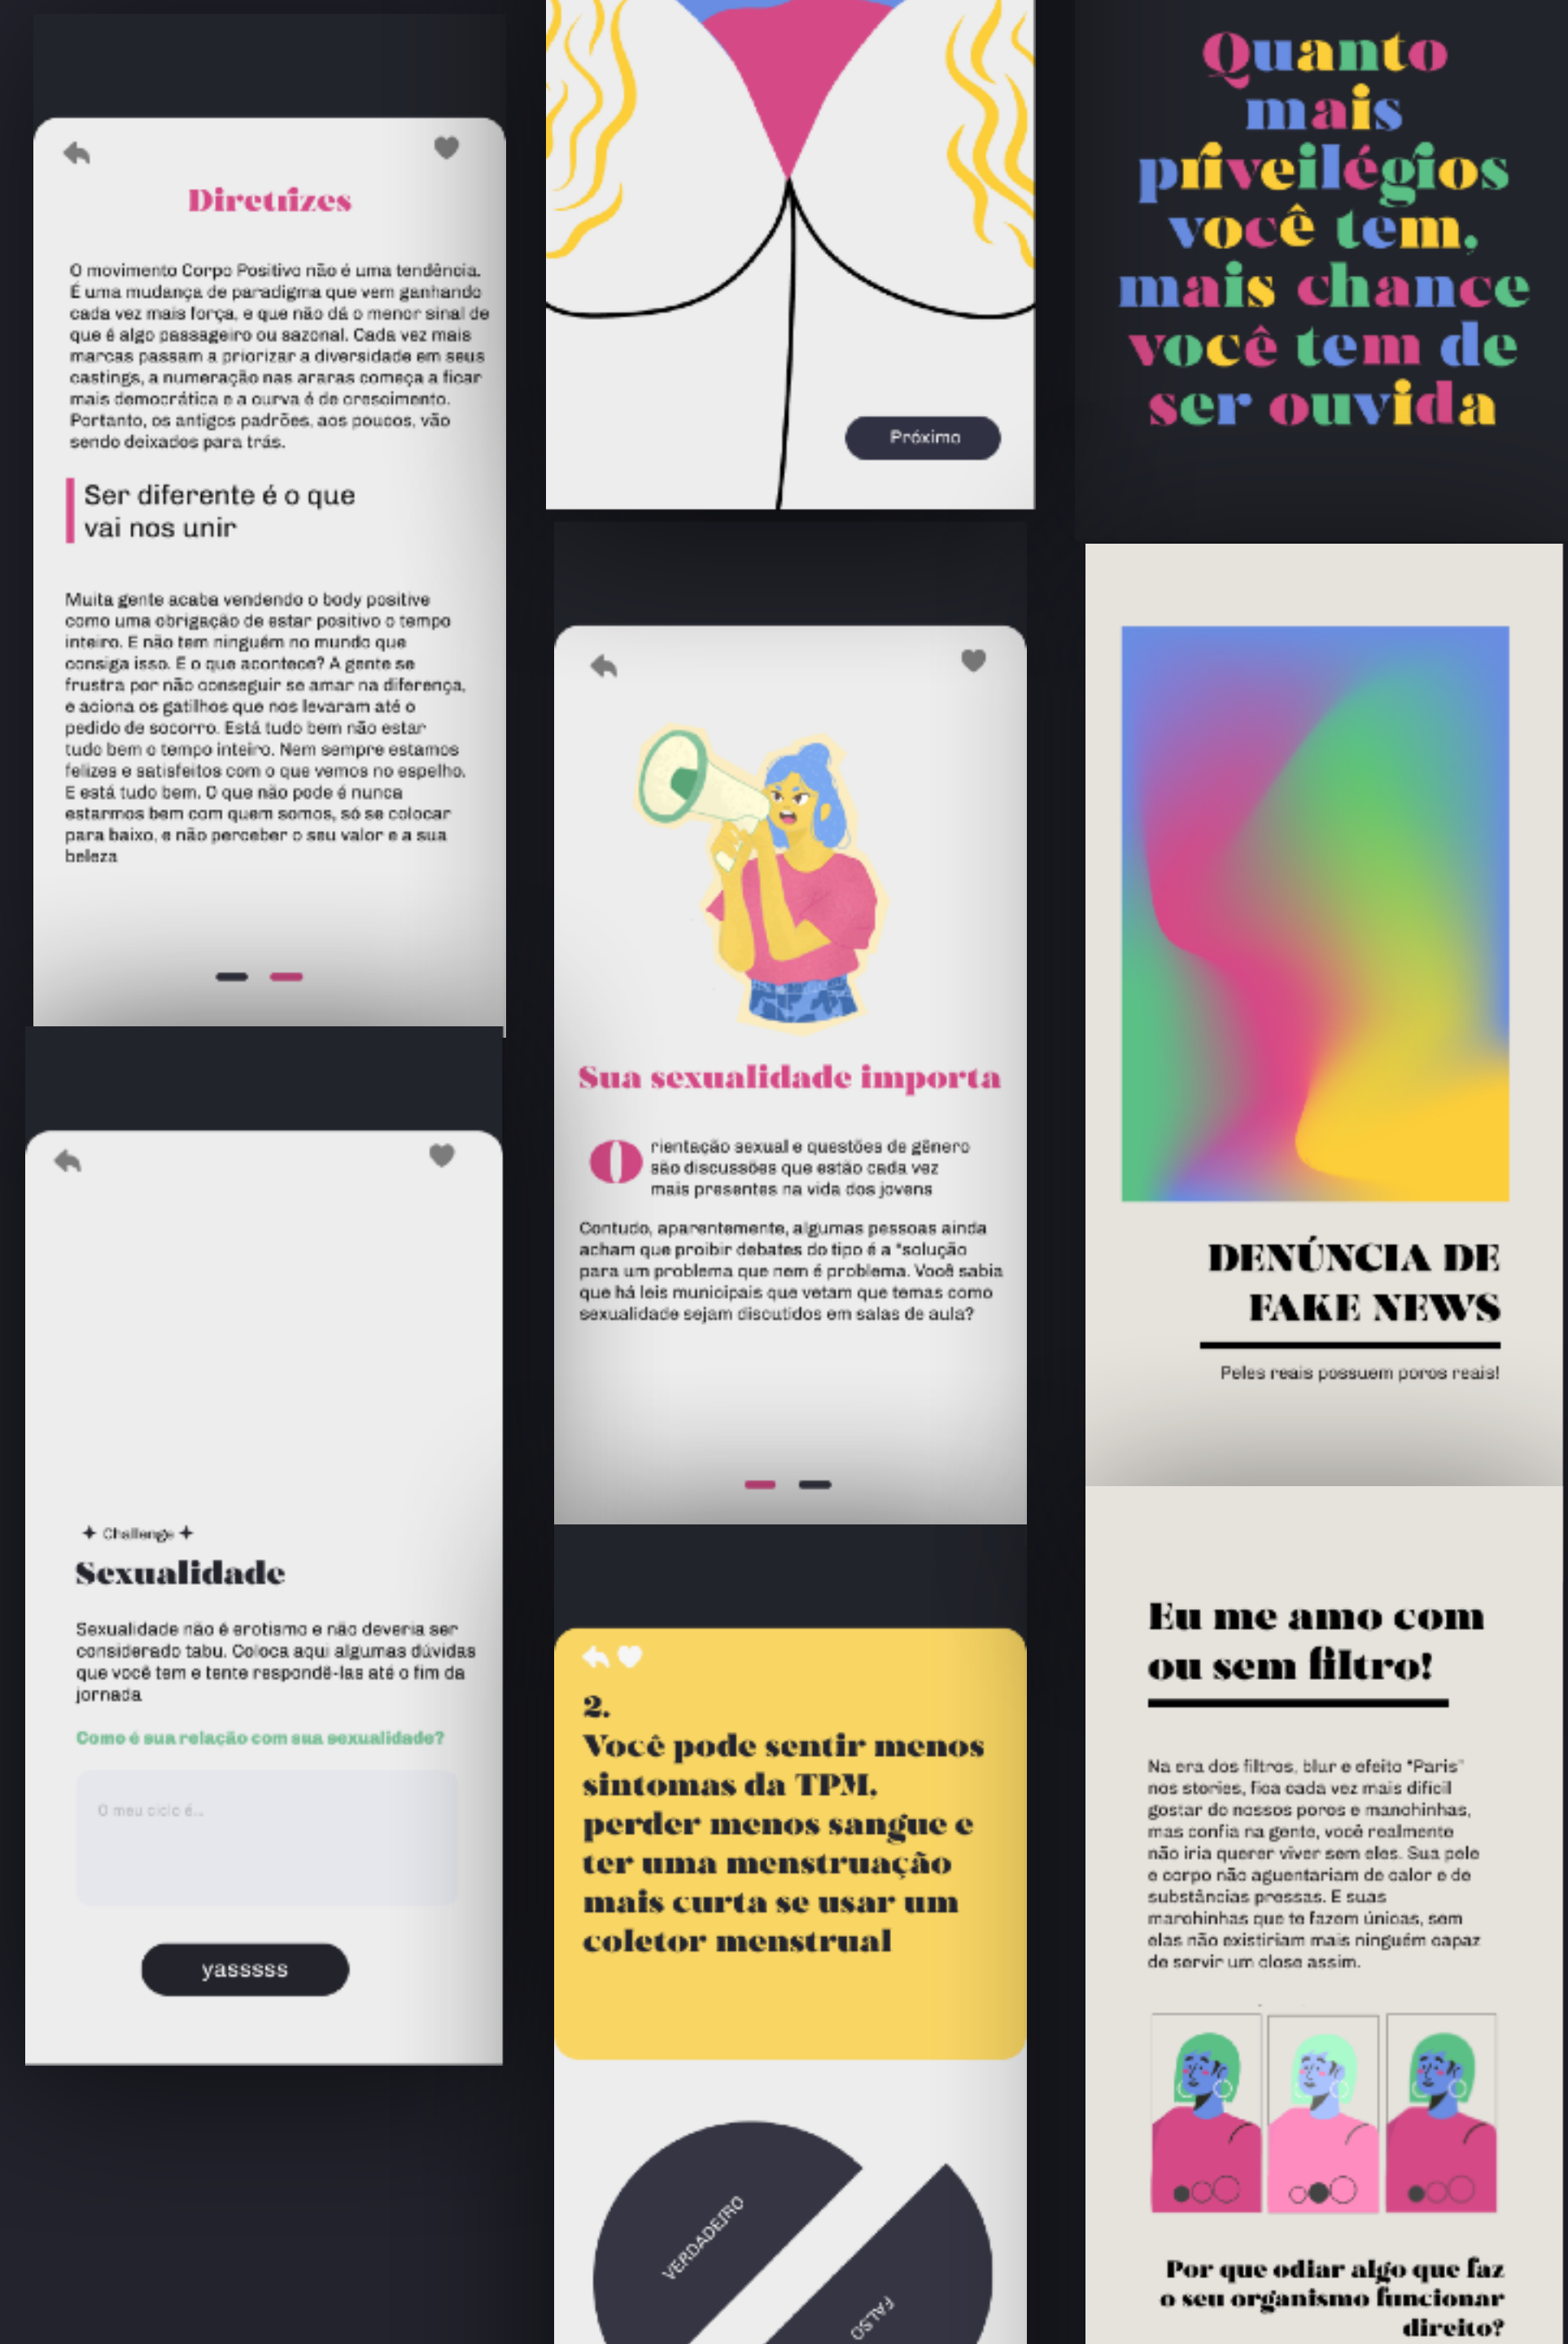 Diretrizes
O movimento Corpo Positivo não é uma tendência.
É uma mudança de paradigma que vem ganhando
cada vez mais força, e que não dá o menor sinal de
que é algo passageiro ou sazonal. Cada vez mais
marcas passam a priorizar a diversidade em seus
castings, a numeração nas araras começa a ficar
mais democrática e a curva é de crescimento.
Portanto, os antigos padrões, aos poucos, vão
sendo deixados para trás.
Ser diferente é o que
vai nos unir
Muita gente acaba vendendo o body positive
como uma obrigação de estar positivo o tempo
inteiro. E não tem ninguém no mundo que
consiga isso. E o que acontece? A gente se
frustra por não conseguir se amar na diferença,
e aciona os gatilhos que nos levaram até o
pedido de socorro. Está tudo bem não estar
tudo bem o tempo inteiro. Nem sempre estamos
felizes e satisfeitos com o que vemos no espelho.
E está tudo bem. O que não pode é nunca
estarmos bem com quem somos, só se colocar
para baixo, e não perceber o seu valor e a sua
beleza
Challenge
Sexualidade
Sexualidade não é erotismo e não deveria ser
considerado tabu. Coloca aqui algumas dúvidas
que você tem e tente respondê-las até o fim da
jornada
Como é sua relação com sua sexualidade?
O meu ciclo é...
yasssss
Próximo
Sua sexualidade importa
Orientação sexual e questões de gênero
são discussões que estão cada vez
mais presentes na vida dos jovens
Contudo, aparentemente, algumas pessoas ainda
acham que proibir debates do tipo é a "solução
para um problema que nem é problema. Você sabia
que há leis municipais que vetam que temas como
sexualidade sejam discutidos em salas de aula?
2.
Você pode sentir menos
sintomas da TPM,
perder menos sangue e
ter uma menstruação
mais curta se usar um
coletor menstrual
VERDADEIRO
FALSO
Quanto
mais
priveilégios
você tem,
mais chance
você tem de
ser ouvida
DENÚNCIA DE
FAKE NEWS
Peles reais possuem poros reais!
Eu me amo com
ou sem filtro!
Na era dos filtros, blur e efeito "Paris"
nos stories, fica cada vez mais difícil
gostar do nossos poros e manchinhas,
mas confia na gente, você realmente
não iria querer viver sem eles. Sua pele
e corpo não aguentariam de calor e de
substâncias pressas. E suas
marchinhas que te fazem únicas, sem
elas não existiriam mais ninguém capaz
de servir um close assim.
Por que odiar algo que faz
o seu organismo funcionar
direito?